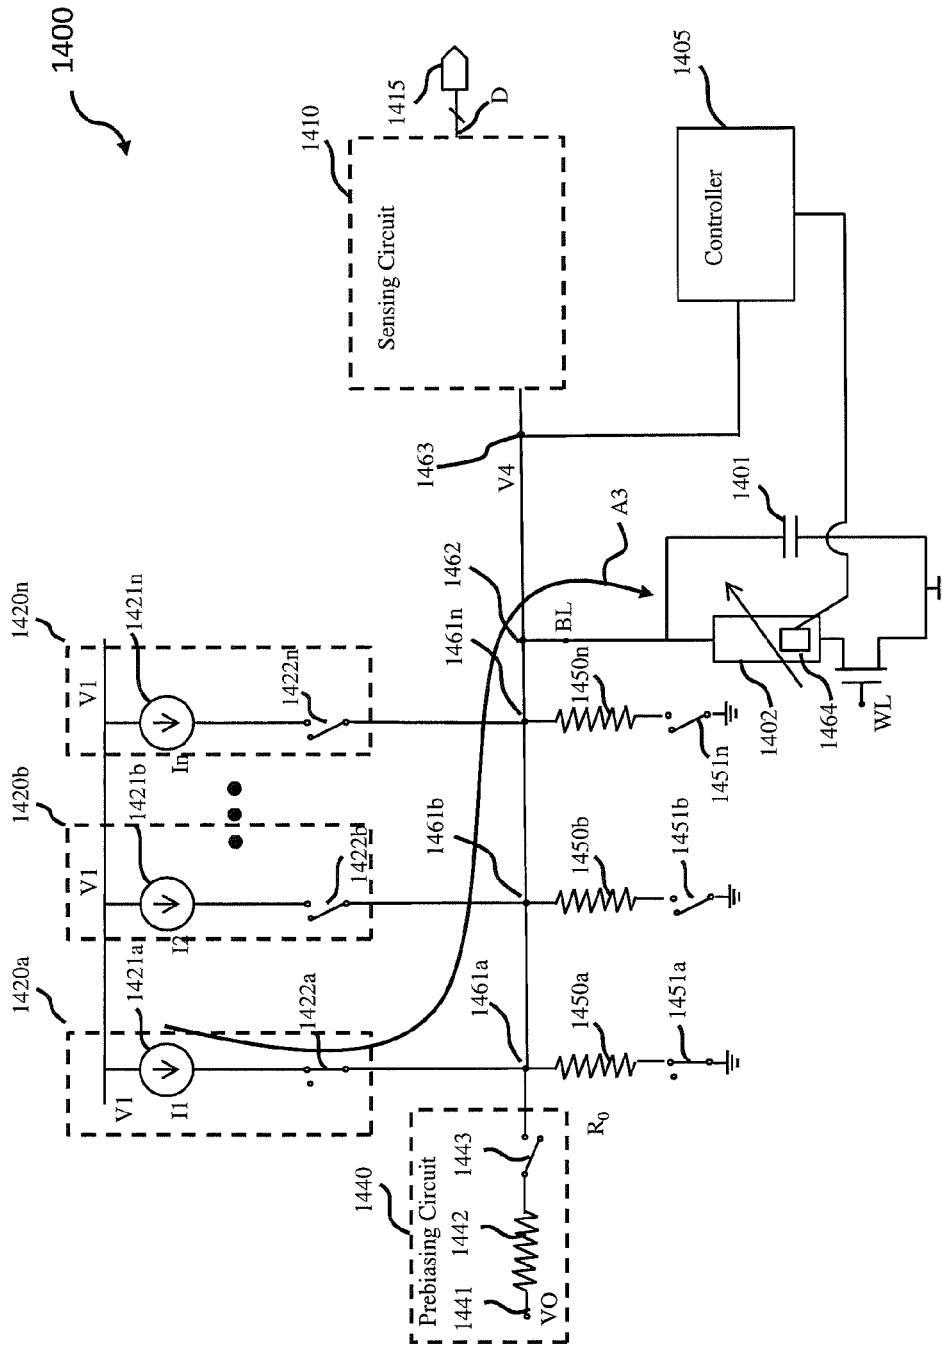 1400
1420a
1420b
1420n
V1
V1
V1
1421a
1421b
1421n
I1
I2
In
1422a
1422b
1422n
1410
Sensing Circuit
1415
D
1440
Prebiasing Circuit
1441
1442
1443
VO
R0
1461a
1461b
1461n
1462
1463
V4
A3
BL
1450a
1450b
1450n
1451a
1451b
1451n
1401
1402
1464
WL
1405
Controller